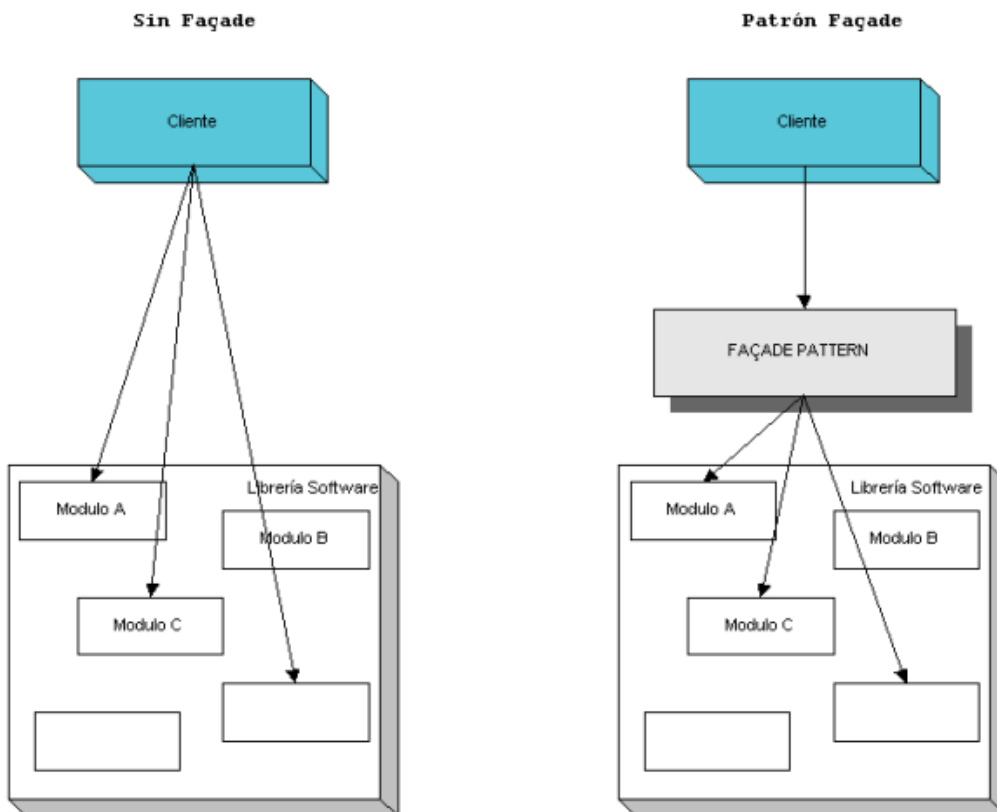 Sin Façade
Cliente
Librería Software
Modulo A
Modulo B
Modulo C
Patrón Façade
Cliente
FAÇADE PATTERN
Librería Software
Modulo A
Modulo B
Modulo C